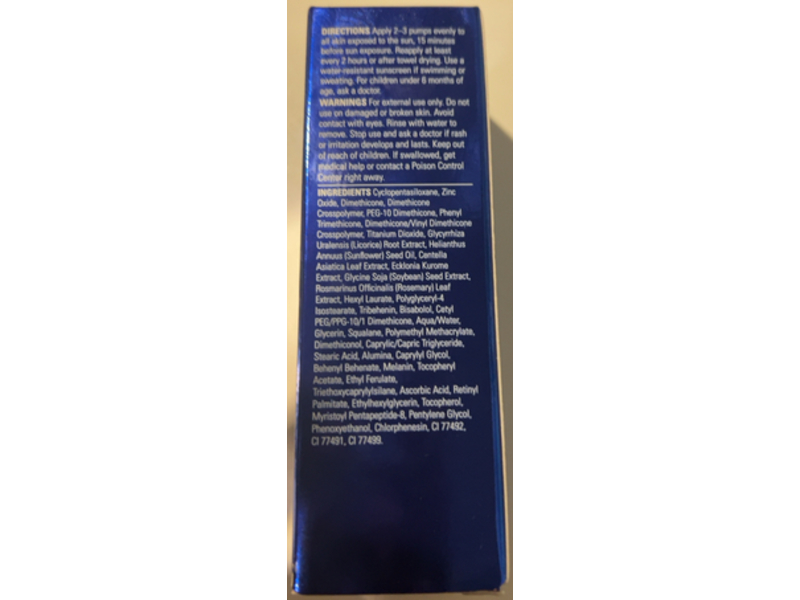 DIRECTIONS Apply 2–3 pumps evenly to
all skin exposed to the sun, 15 minutes
before sun exposure. Reapply at least
every 2 hours or after towel drying. Use a
water-resistant sunscreen if swimming or
sweating. For children under 6 months of
age, ask a doctor.
WARNINGS For external use only. Do not
use on damaged or broken skin. Avoid
contact with eyes. Rinse with water to
remove. Stop use and ask a doctor if rash
or irritation develops and lasts. Keep out
of reach of children. If swallowed, get
medical help or contact a Poison Control
Center right away.
INGREDIENTS Cyclopentasiloxane, Zinc
Oxide, Dimethicone, Dimethicone
Crosspolymer, PEG-10 Dimethicone, Phenyl
Trimethicone, Dimethicone/Vinyl Dimethicone
Crosspolymer, Titanium Dioxide, Glycyrrhiza
Uralensis (Licorice) Root Extract, Helianthus
Annuus (Sunflower) Seed Oil, Centella
Asiatica Leaf Extract, Ecklonia Kurome
Extract, Glycine Soja (Soybean) Seed Extract,
Rosmarinus Officinalis (Rosemary) Leaf
Extract, Hexyl Laurate, Polyglyceryl-4
Isostearate, Tribehenin, Bisabolol, Cetyl
PEG/PPG-10/1 Dimethicone, Aqua/Water,
Glycerin, Squalane, Polymethyl Methacrylate,
Dimethiconol, Caprylic/Capric Triglyceride,
Stearic Acid, Alumina, Caprylyl Glycol,
Behenyl Behenate, Melanin, Tocopheryl
Acetate, Ethyl Ferulate,
Triethoxycaprylylsilane, Ascorbic Acid, Retinyl
Palmitate, Ethylhexylglycerin, Tocopherol,
Myristoyl Pentapeptide-8, Pentylene Glycol,
Phenoxyethanol, Chlorphenesin, CI 77492,
CI 77491, CI 77499.